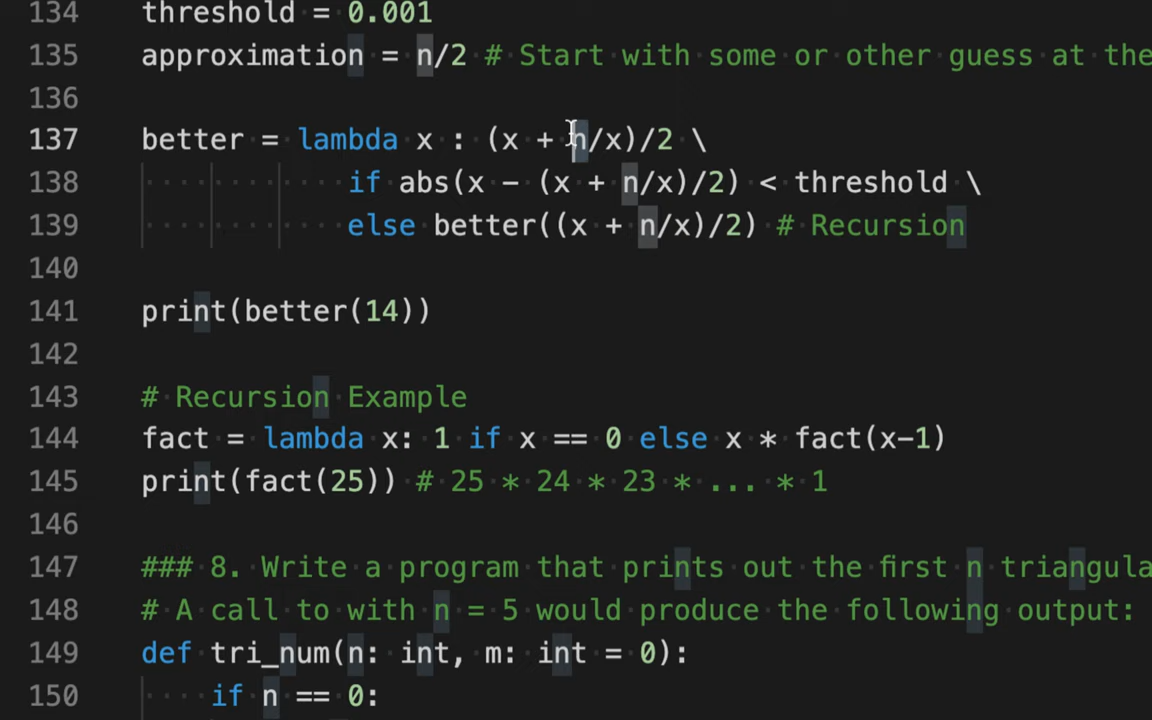 134 threshold = 0.001
135 approximation = n/2 # Start with some or other guess at the
136
137 better = lambda x : (x + n/x)/2 \
138 if abs(x - (x + n/x)/2) < threshold \
139 else better((x + n/x)/2) # Recursion
140
141 print(better(14))
142
143 # Recursion Example
144 fact = lambda x: 1 if x == 0 else x * fact(x-1)
145 print(fact(25)) # 25 * 24 * 23 * ... * 1
146
147 ### 8. Write a program that prints out the first n triangula
148 # A call to with n = 5 would produce the following output:
149 def tri_num(n: int, m: int = 0):
150 if n == 0: